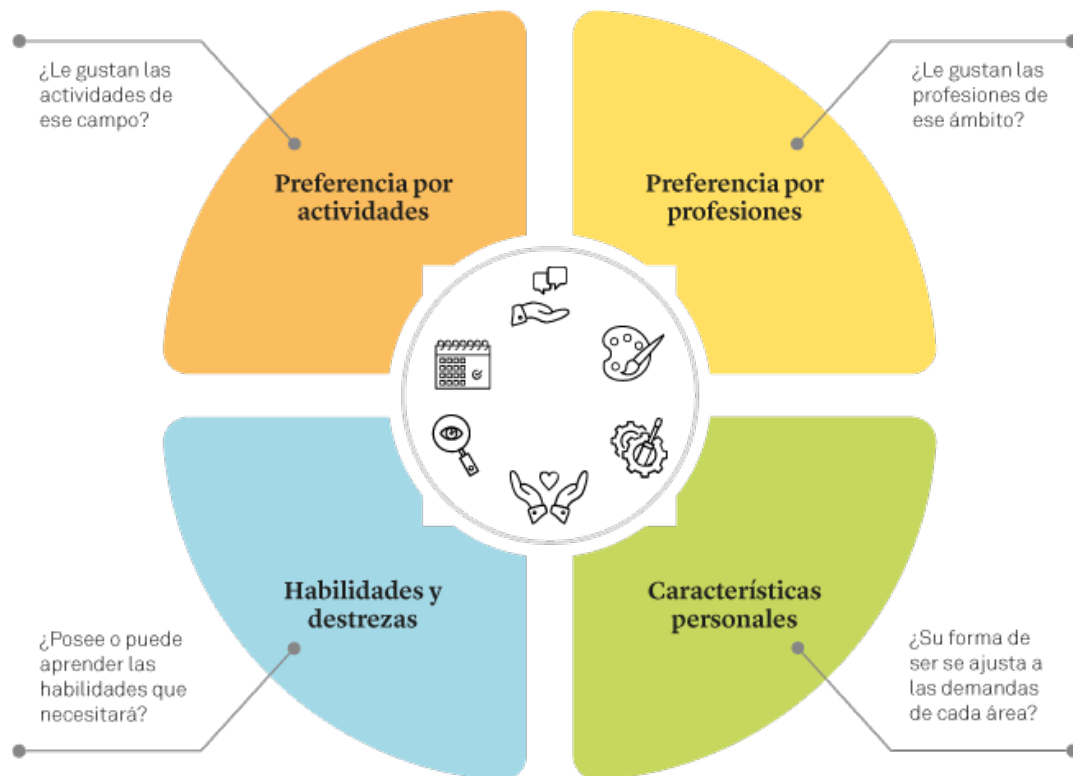 ¿Le gustan las
actividades de
ese campo?
Preferencia por
actividades
¿Le gustan las
profesiones de
ese ámbito?
Preferencia por
profesiones
Habilidades y
destrezas
¿Posee o puede
aprender las
habilidades que
necesitará?
Características
personales
¿Su forma de
ser se ajusta a
las demandas
de cada área?